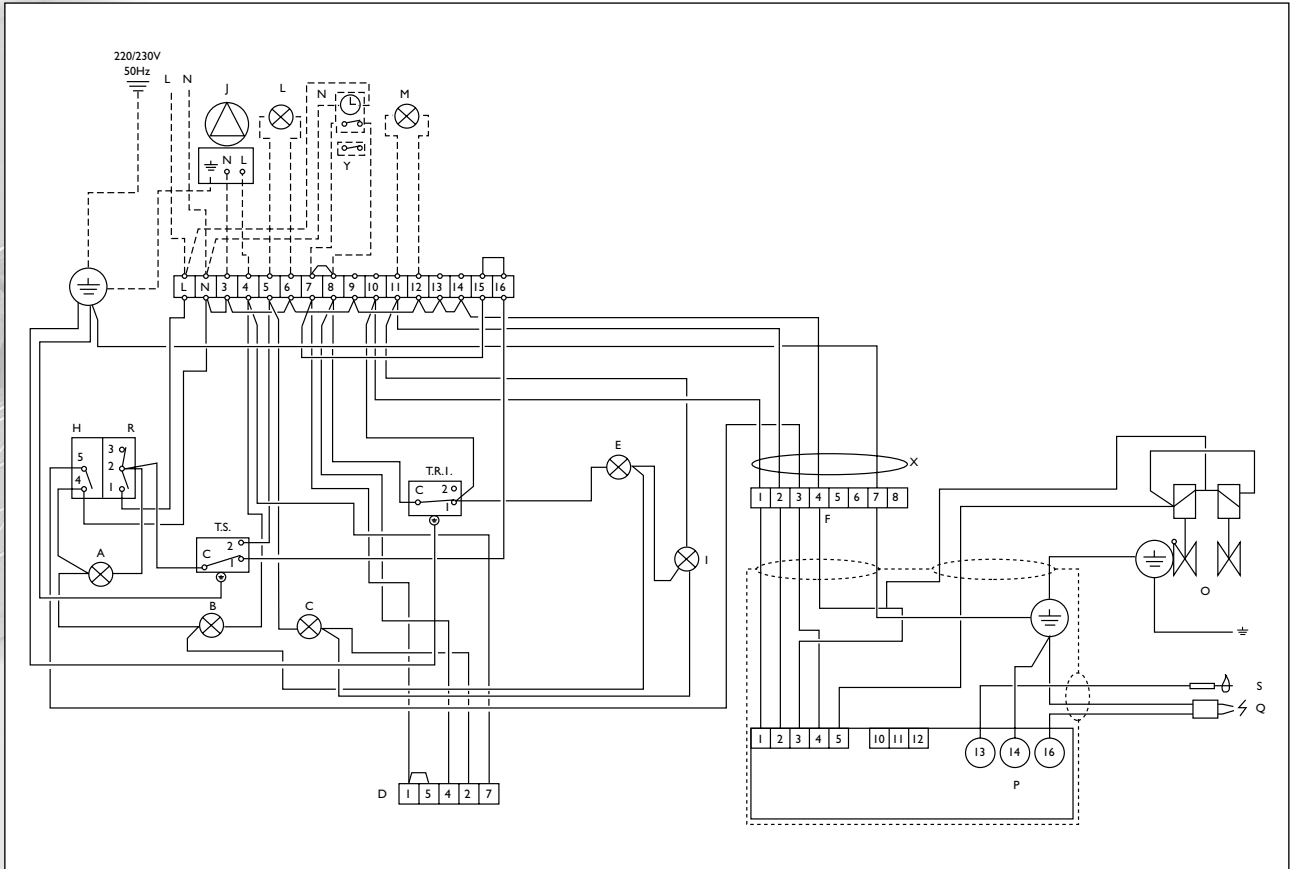 220/230V
50Hz
L N
J
L
N
M
N L
Y
L N 3 4 5 6 7 8 9 10 11 12 13 14 15 16
H R
3
5 2
4 1
T.R.1.
C 2
1
E
X
1 2 3 4 5 6 7 8
F
T.S.
2
C 1
A
I
B
C
O
S
Q
1 2 3 4 5
10 11 12
13 14 16
P
D
1 5 4 2 7